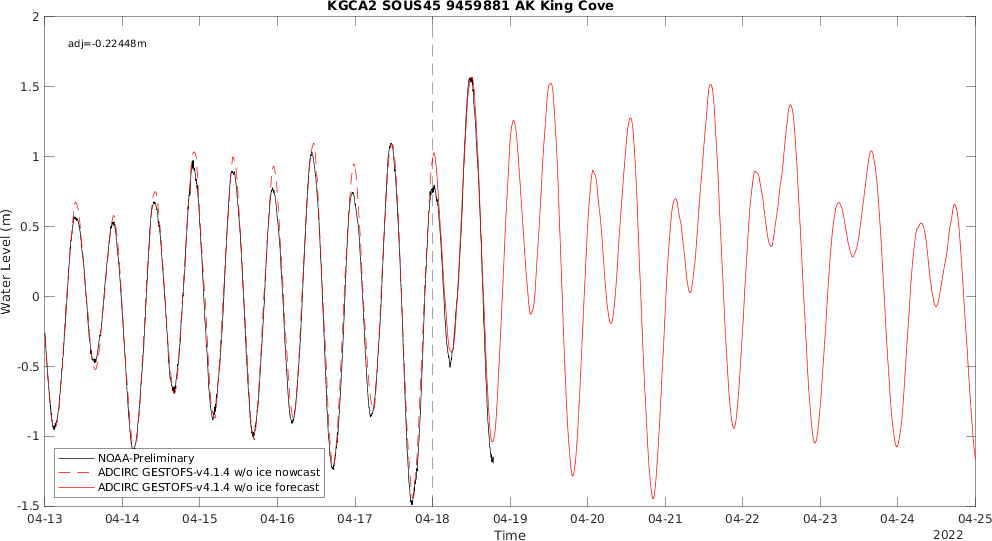 KGCA2 SOUS45 9459881 AK King Cove
adj=-0.22448m
Water Level (m)
2
1.5
1
0.5
0
-0.5
-1
-1.5
NOAA-Preliminary
ADCIRC GESTOFS-v4.1.4 w/o ice nowcast
ADCIRC GESTOFS-v4.1.4 w/o ice forecast
04-13 04-14 04-15 04-16 04-17 04-18 04-19 04-20 04-21 04-22 04-23 04-24 04-25
Time
2022